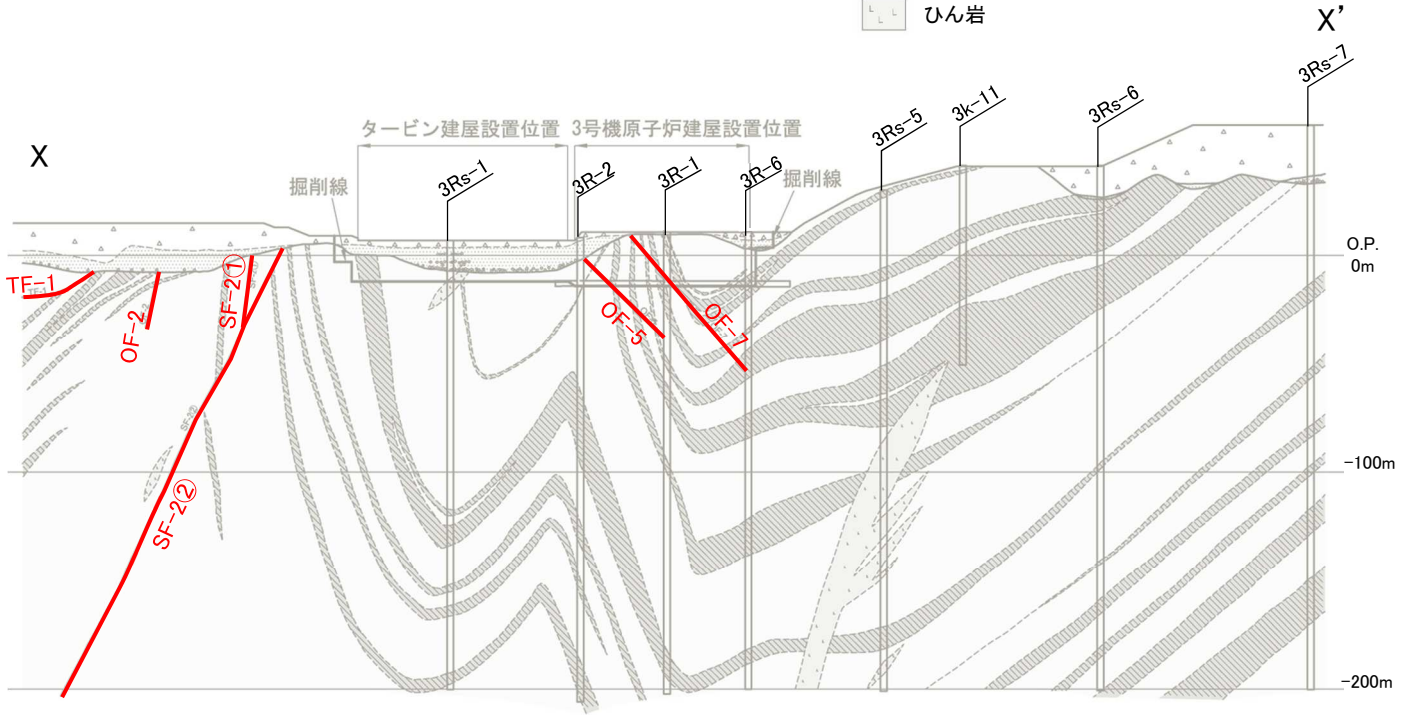 ひん岩
X'
X
3Rs-7
3Rs-6
3k-11
3Rs-5
タービン建屋設置位置
3号機原子炉建屋設置位置
掘削線
3Rs-1
3R-2
3R-1
3R-6
掘削線
O.P.
0m
TF-1
OF-2
SF-2①
OF-5
OF-7
-100m
SF-2②
-200m